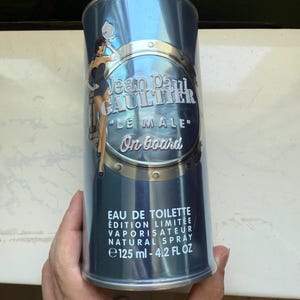 Jean Paul
GAULTIER
"LE MALE"
On board
EAU DE TOILETTE
ÉDITION LIMITÉE
VAPORISATEUR
NATURAL SPRAY
℮125 ml - 4.2 FL OZ